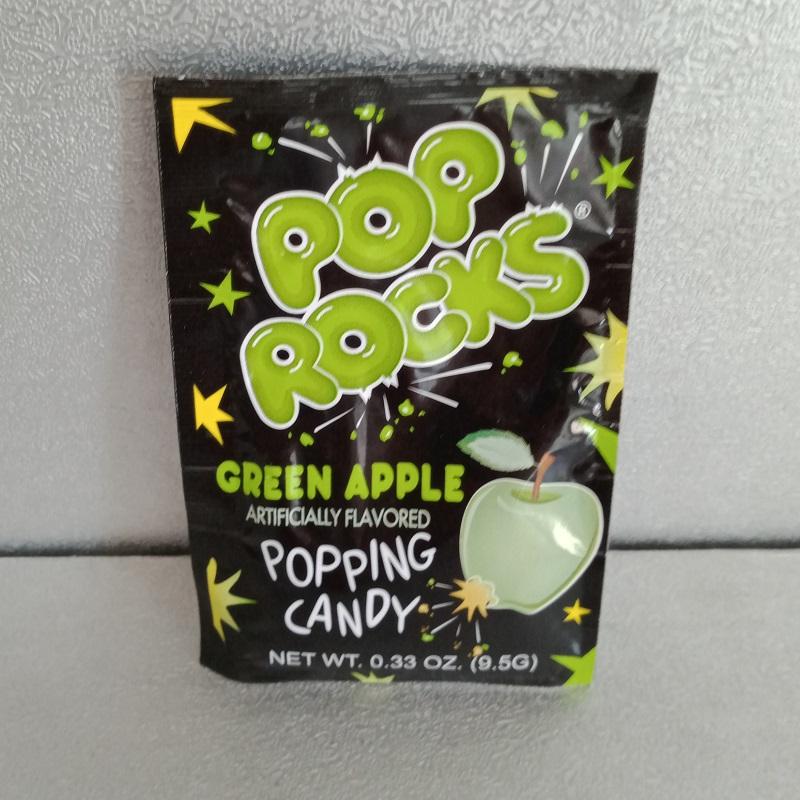 POP
ROCKS®
GREEN APPLE
ARTIFICIALLY FLAVORED
POPPING
CANDY
NET WT. 0.33 OZ. (9.5G)